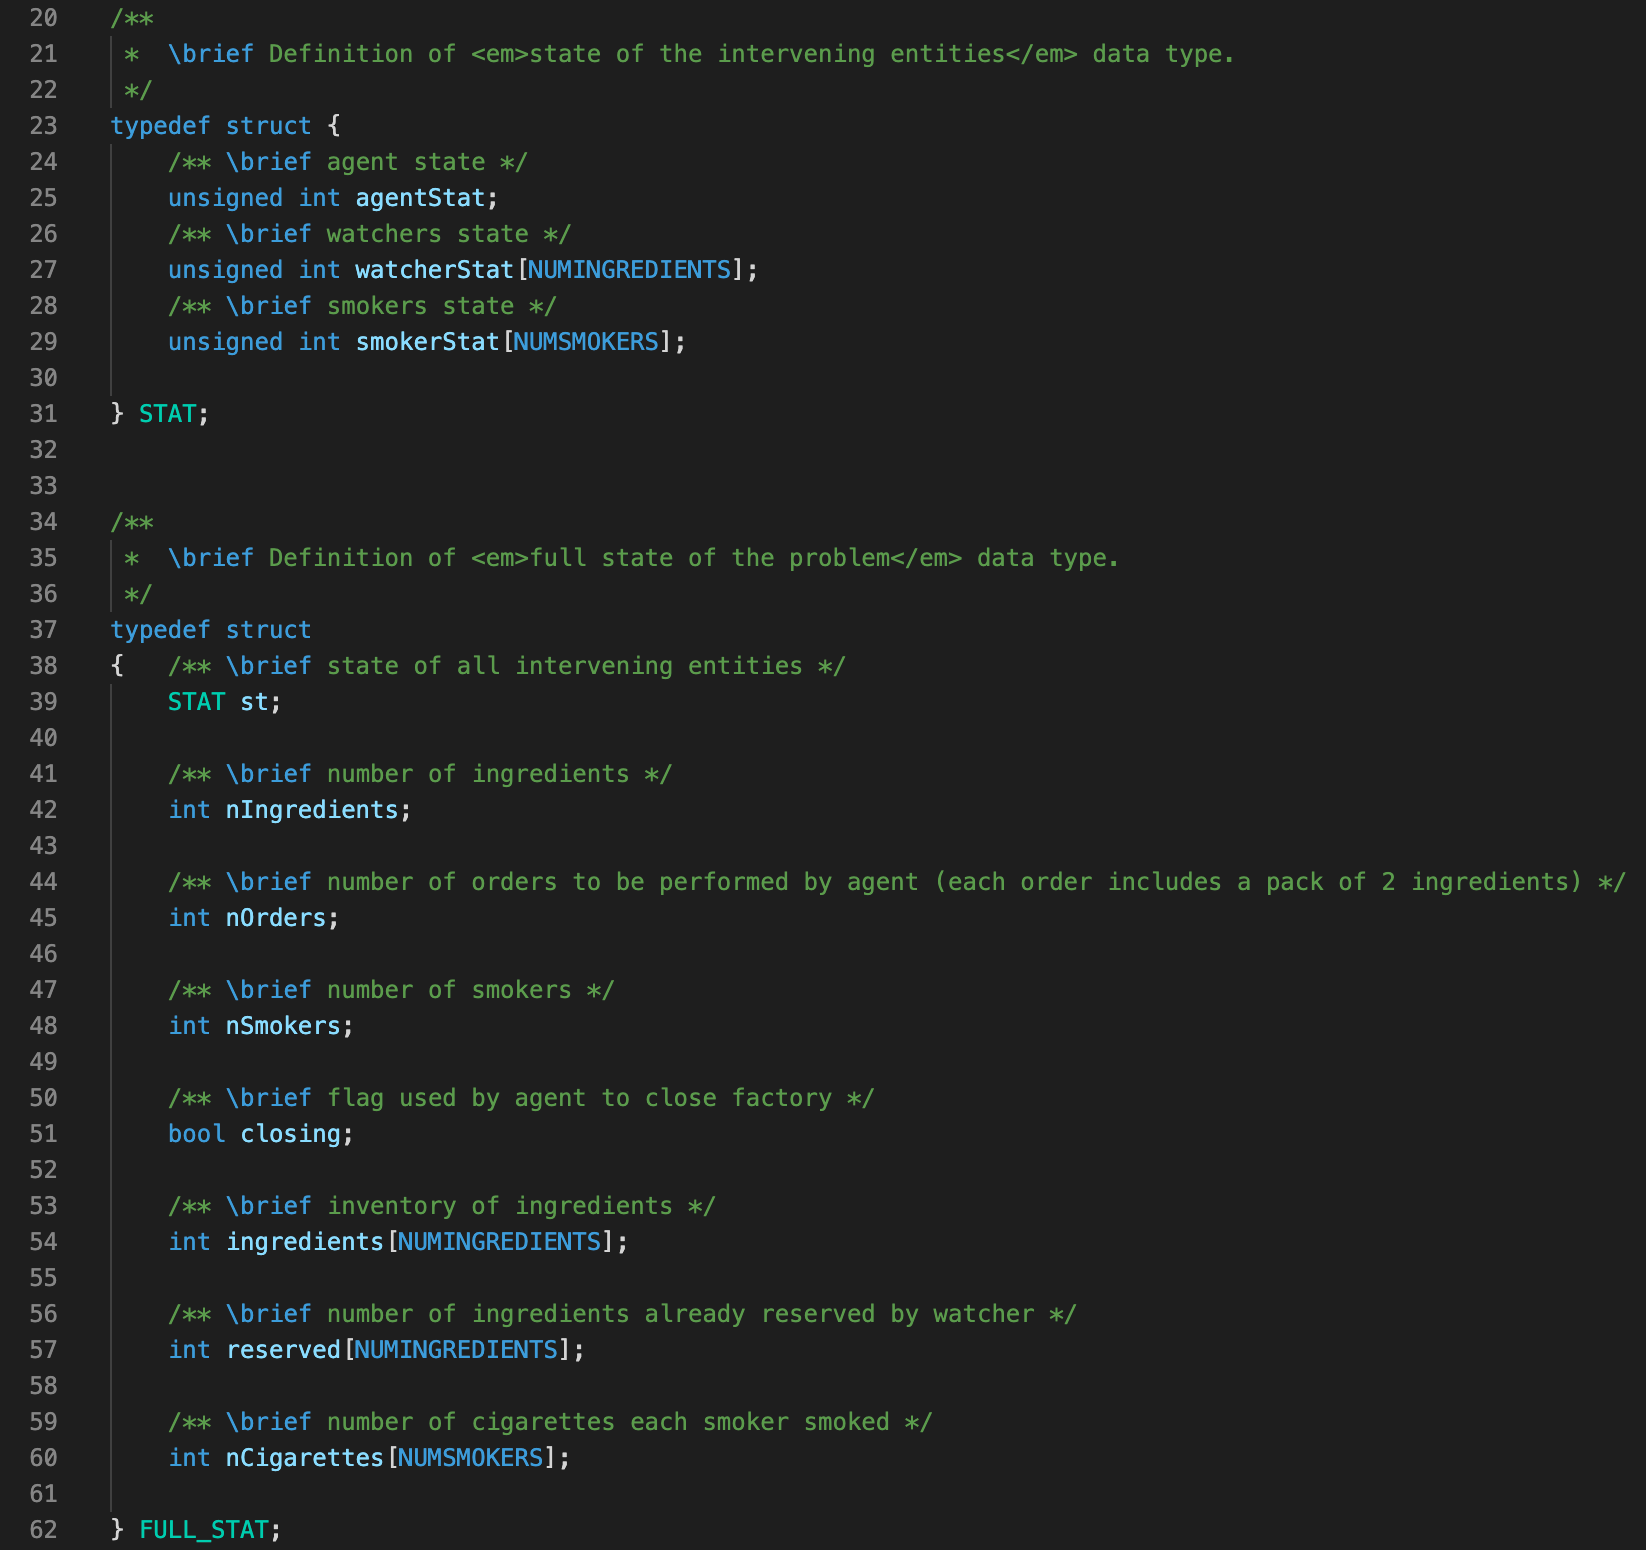 20 /**
21 *  \brief Definition of <em>state of the intervening entities</em> data type.
22 */
23 typedef struct {
24 /** \brief agent state */
25 unsigned int agentStat;
26 /** \brief watchers state */
27 unsigned int watcherStat[NUMINGREDIENTS];
28 /** \brief smokers state */
29 unsigned int smokerStat[NUMSMOKERS];
30
31 } STAT;
32
33
34 /**
35 *  \brief Definition of <em>full state of the problem</em> data type.
36 */
37 typedef struct
38 {   /** \brief state of all intervening entities */
39 STAT st;
40
41 /** \brief number of ingredients */
42 int nIngredients;
43
44 /** \brief number of orders to be performed by agent (each order includes a pack of 2 ingredients) */
45 int nOrders;
46
47 /** \brief number of smokers */
48 int nSmokers;
49
50 /** \brief flag used by agent to close factory */
51 bool closing;
52
53 /** \brief inventory of ingredients */
54 int ingredients[NUMINGREDIENTS];
55
56 /** \brief number of ingredients already reserved by watcher */
57 int reserved[NUMINGREDIENTS];
58
59 /** \brief number of cigarettes each smoker smoked */
60 int nCigarettes[NUMSMOKERS];
61
62 } FULL_STAT;